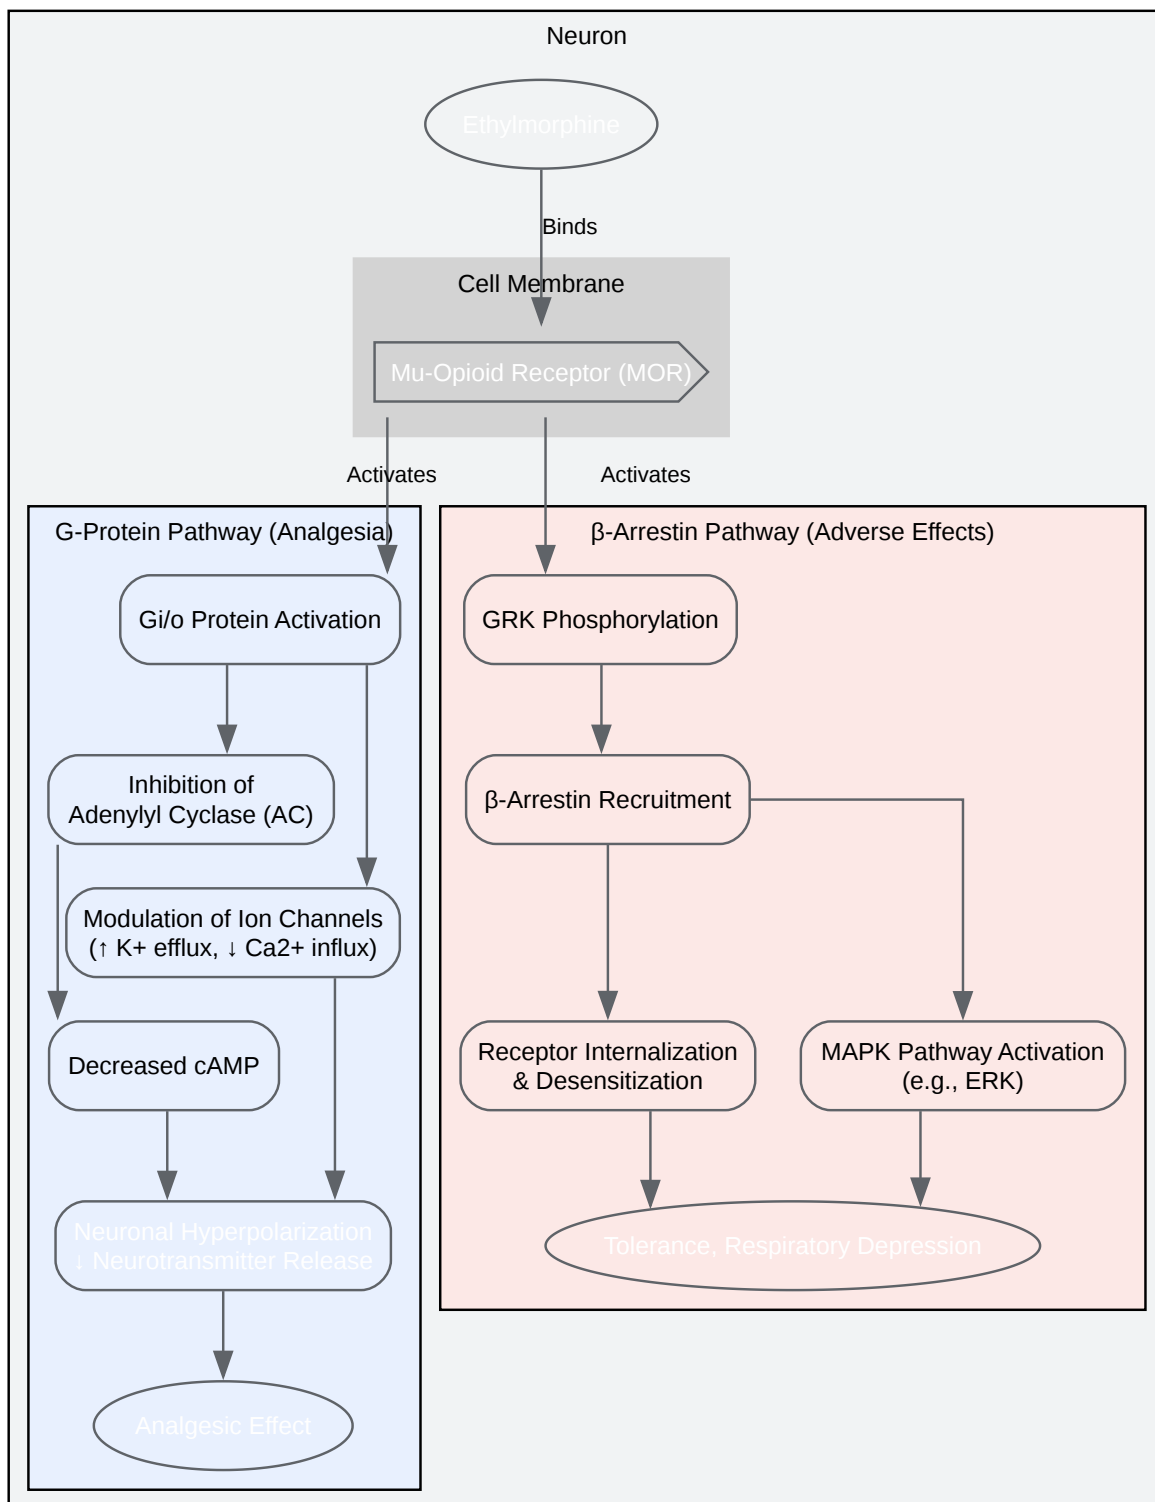 Neuron
Ethylmorphine
Binds
Cell Membrane
Mu-Opioid Receptor (MOR)
Activates
Activates
G-Protein Pathway (Analgesia)
β-Arrestin Pathway (Adverse Effects)
Gi/o Protein Activation
GRK Phosphorylation
Inhibition of
Adenylyl Cyclase (AC)
β-Arrestin Recruitment
Modulation of Ion Channels
(↑ K+ efflux, ↓ Ca2+ influx)
Decreased cAMP
Receptor Internalization
& Desensitization
MAPK Pathway Activation
(e.g., ERK)
Neuronal Hyperpolarization
↓ Neurotransmitter Release
Tolerance, Respiratory Depression
Analgesic Effect